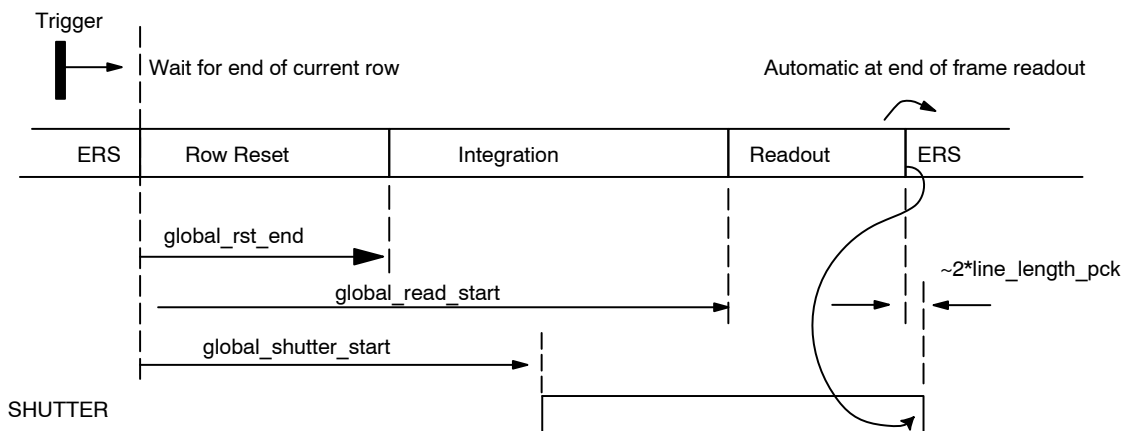 Trigger
Wait for end of current row
Automatic at end of frame readout
ERS
Row Reset
Integration
Readout
ERS
global_rst_end
~2*line_length_pck
global_read_start
global_shutter_start
SHUTTER